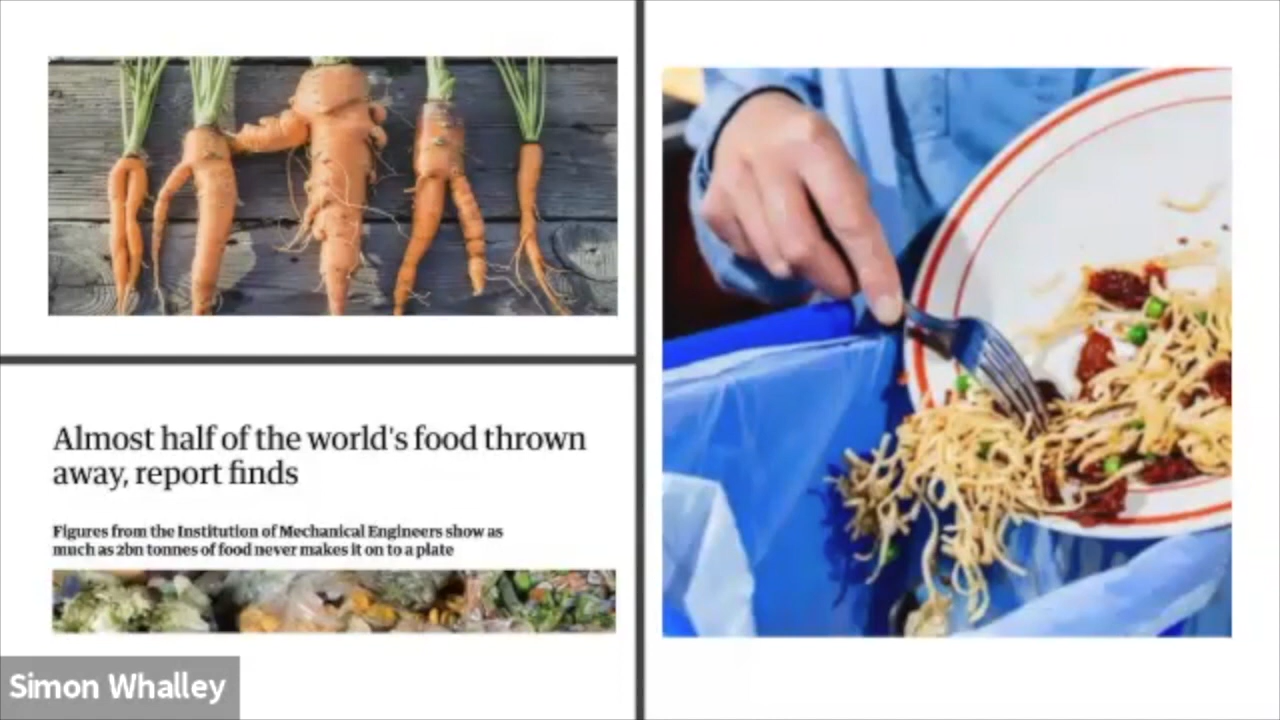 Almost half of the world's food thrown
away, report finds
Figures from the Institution of Mechanical Engineers show as
much as 2bn tonnes of food never makes it on to a plate
Simon Whalley